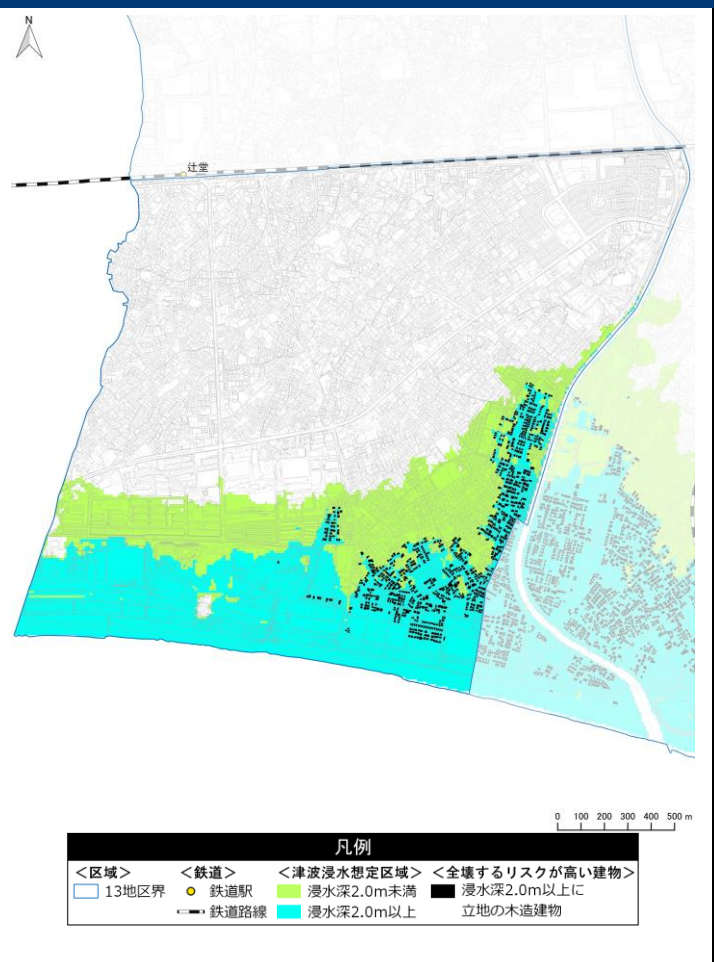 N
辻堂
0 100 200 300 400 500 m
凡例
<区域> <鉄道> <津波浸水想定区域> <全壊するリスクが高い建物>
13地区界 鉄道駅 浸水深2.0m未満 浸水深2.0m以上に
鉄道路線 浸水深2.0m以上 立地の木造建物